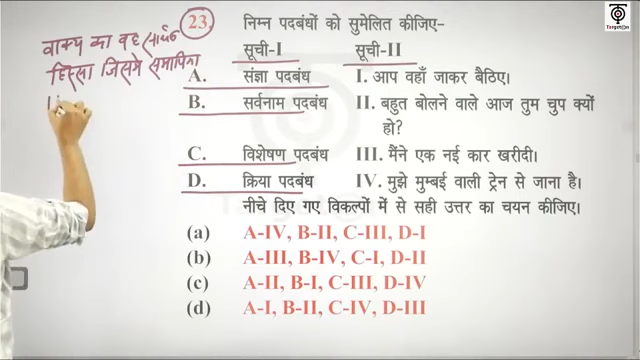 Target
वाक्य का वह सार्थक
हिस्सा जिसमे समापिका
23. निम्न पदबंधों को सुमेलित कीजिए-
सूची-I सूची-II
A. संज्ञा पदबंध I. आप वहाँ जाकर बैठिए।
B. सर्वनाम पदबंध II. बहुत बोलने वाले आज तुम चुप क्यों
हो?
C. विशेषण पदबंध III. मैंने एक नई कार खरीदी।
D. क्रिया पदबंध IV. मुझे मुम्बई वाली ट्रेन से जाना है।
नीचे दिए गए विकल्पों में से सही उत्तर का चयन कीजिए।
(a) A-IV, B-II, C-III, D-I
(b) A-III, B-IV, C-I, D-II
(c) A-II, B-I, C-III, D-IV
(d) A-I, B-II, C-IV, D-III